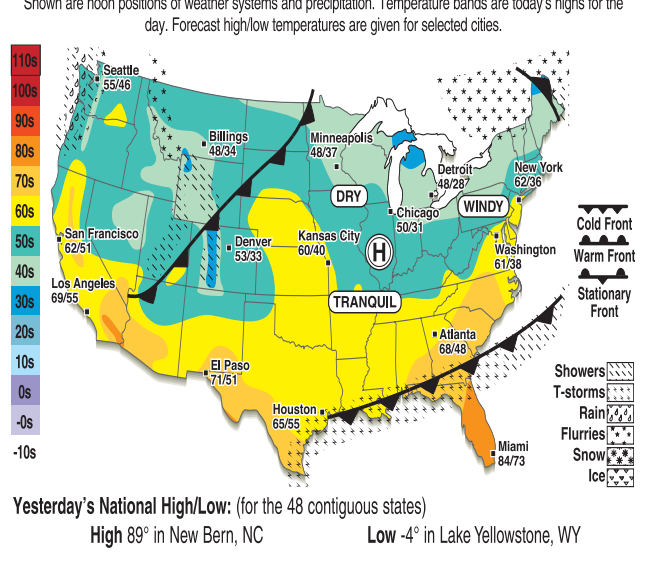 Shown are noon positions of weather systems and precipitation. Temperature bands are today's highs for the
day. Forecast high/low temperatures are given for selected cities.
110s
100s
90s
80s
70s
60s
50s
40s
30s
20s
10s
0s
-0s
-10s
Seattle
55/46
Billings
48/34
Minneapolis
48/37
Detroit
48/28
New York
62/36
DRY
WINDY
Chicago
50/31
San Francisco
62/51
Denver
53/33
Kansas City
60/40
H
Washington
61/38
Los Angeles
69/55
TRANQUIL
Atlanta
68/48
El Paso
71/51
Houston
65/55
Miami
84/73
Cold Front
Warm Front
Stationary
Front
Showers
T-storms
Rain
Flurries
Snow
Ice
Yesterday's National High/Low: (for the 48 contiguous states)
High 89° in New Bern, NC Low -4° in Lake Yellowstone, WY